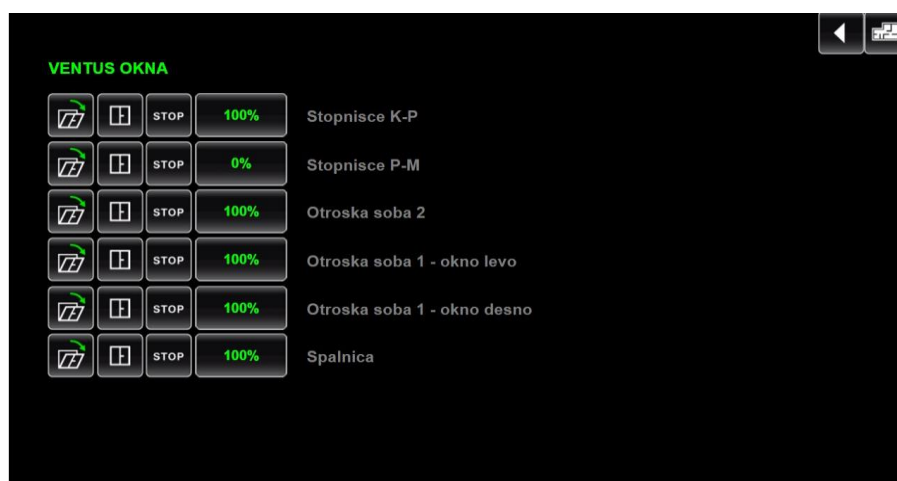 VENTUS OKNA
STOP 100% Stopnisce K-P
STOP 0% Stopnisce P-M
STOP 100% Otroska soba 2
STOP 100% Otroska soba 1 - okno levo
STOP 100% Otroska soba 1 - okno desno
STOP 100% Spalnica